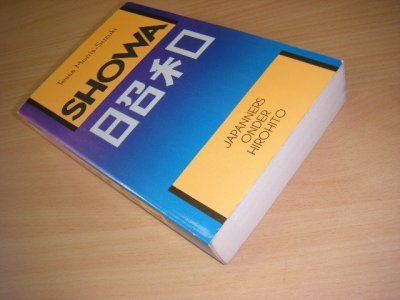 Tessa Morris-Suzuki
SHOWA
昭和
JAPANNERS
ONDER
HIROHITO